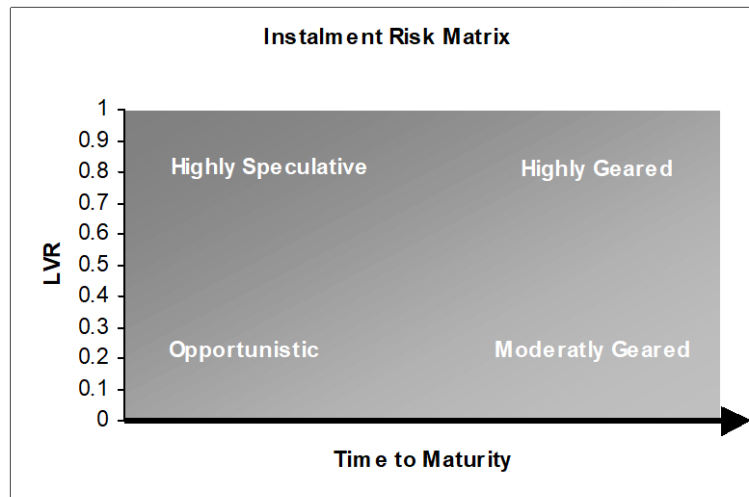 Instalment Risk Matrix
1
0.9
0.8
0.7
0.6
0.5
0.4
0.3
0.2
0.1
0
LVR
Highly Speculative
Highly Geared
Opportunistic
Moderatly Geared
Time to Maturity